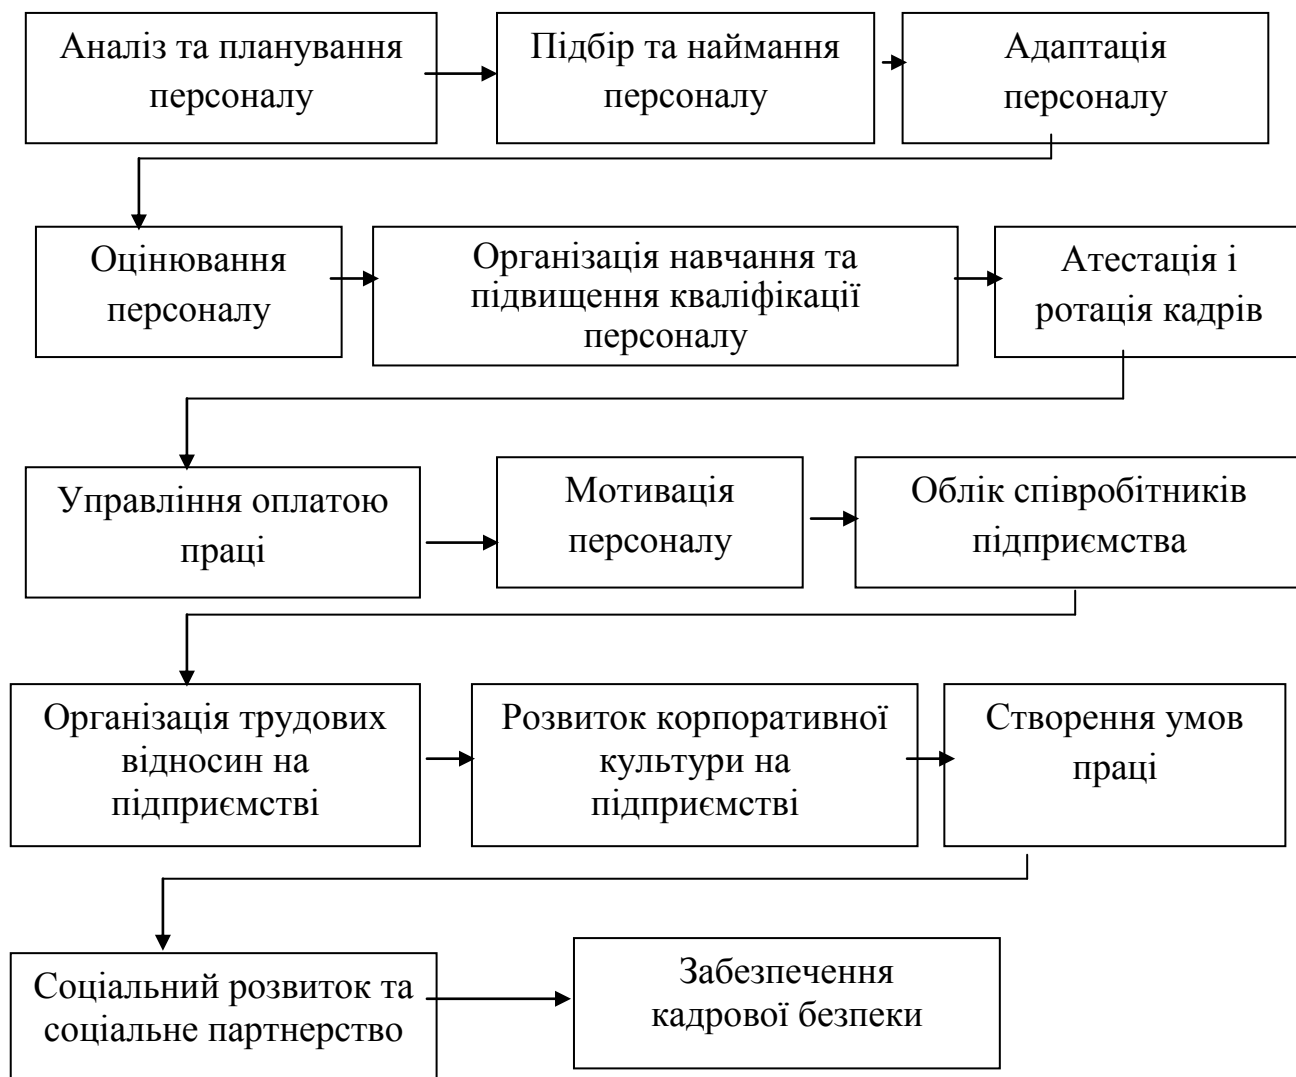 Аналіз та планування
персоналу
Підбір та наймання
персоналу
Адаптація
персоналу
Оцінювання
персоналу
Організація навчання та
підвищення кваліфікації
персоналу
Атестація і
ротація кадрів
Управління оплатою
праці
Мотивація
персоналу
Облік співробітників
підприємства
Організація трудових
відносин на
підприємстві
Розвиток корпоративної
культури на
підприємстві
Створення умов
праці
Соціальний розвиток та
соціальне партнерство
Забезпечення
кадрової безпеки